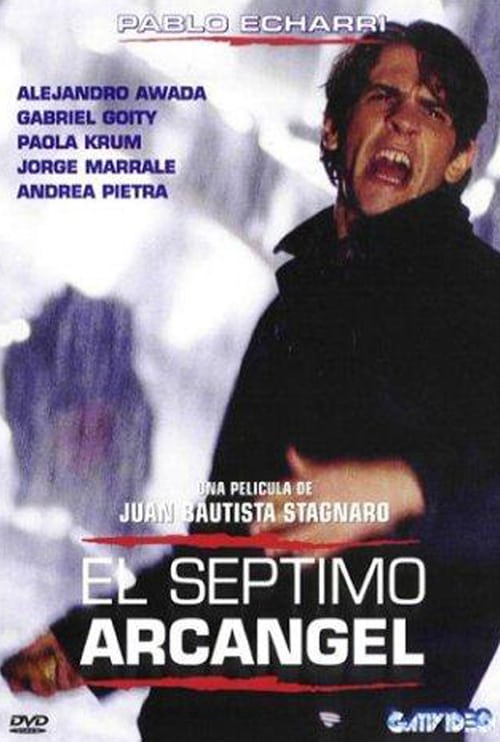 PABLO ECHARRI
ALEJANDRO AWADA
GABRIEL GOITY
PAOLA KRUM
JORGE MARRALE
ANDREA PIETRA
UNA PELICULA DE
JUAN BAUTISTA STAGNARO
EL SEPTIMO
ARCANGEL
DVD
VIDEO
GATIVIDEO